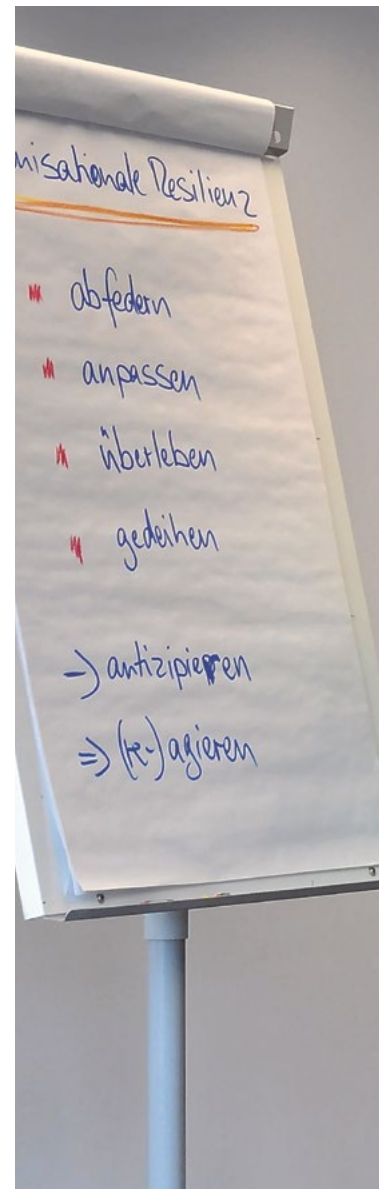 nisationale Resilienz
abfedern
anpassen
überleben
gedeihen
-) antizipieren
=) (re-)agieren